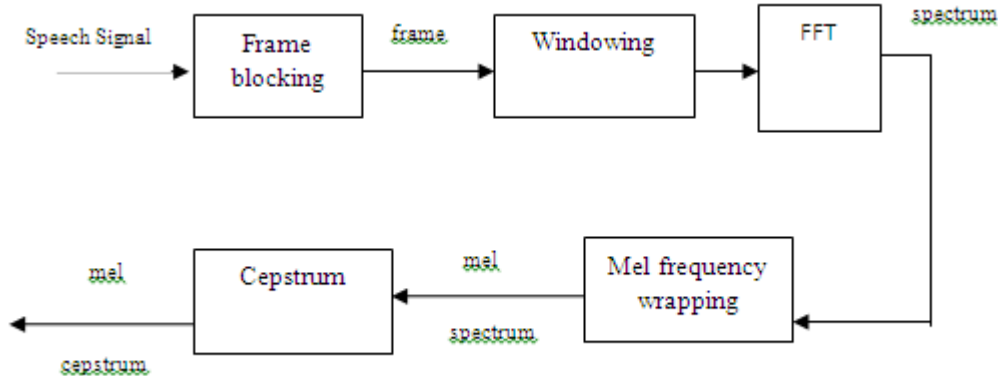 Speech Signal
Frame
blocking
frame
Windowing
FFT
spectrum
Mel frequency
wrapping
mel
spectrum
Cepstrum
mel
cepstrum